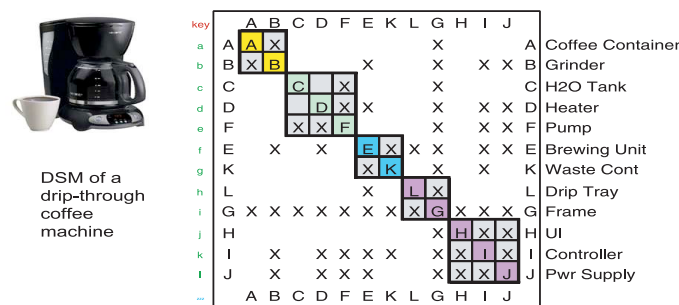 key A B C D F E K L G H I J
a A A X X A Coffee Container
b B X B X X X X B Grinder
c C C X X C H2O Tank
d D D X X X X X D Heater
e F X X F X X X F Pump
f E X X E X X X X X E Brewing Unit
g K X K X X K Waste Cont
h L X L X L Drip Tray
i G X X X X X X X X G X X X G Frame
j H X H X X H UI
k I X X X X X X X I X I Controller
l J X X X X X X X J J Pwr Supply
... A B C D F E K L G H I J
DSM of a
drip-through
coffee
machine